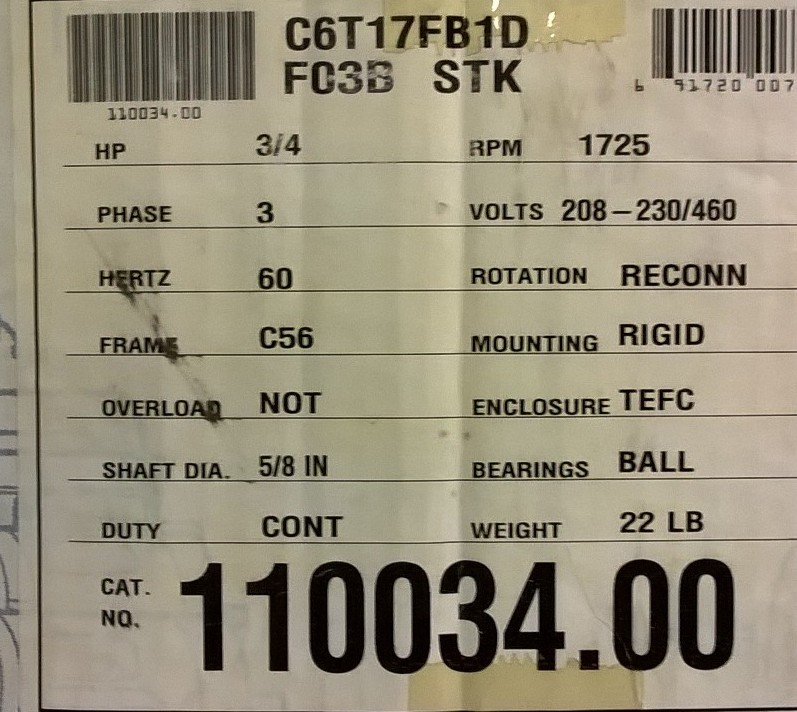 C6T17FB1D
FC3B STK
110034.00
6 91720 007
HP 3/4 RPM 1725
PHASE 3 VOLTS 208-230/460
HERTZ 60 ROTATION RECONN
FRAME C56 MOUNTING RIGID
OVERLOAD NOT ENCLOSURE TEFC
SHAFT DIA. 5/8 IN BEARINGS BALL
DUTY CONT WEIGHT 22 LB
CAT. NO. 110034.00